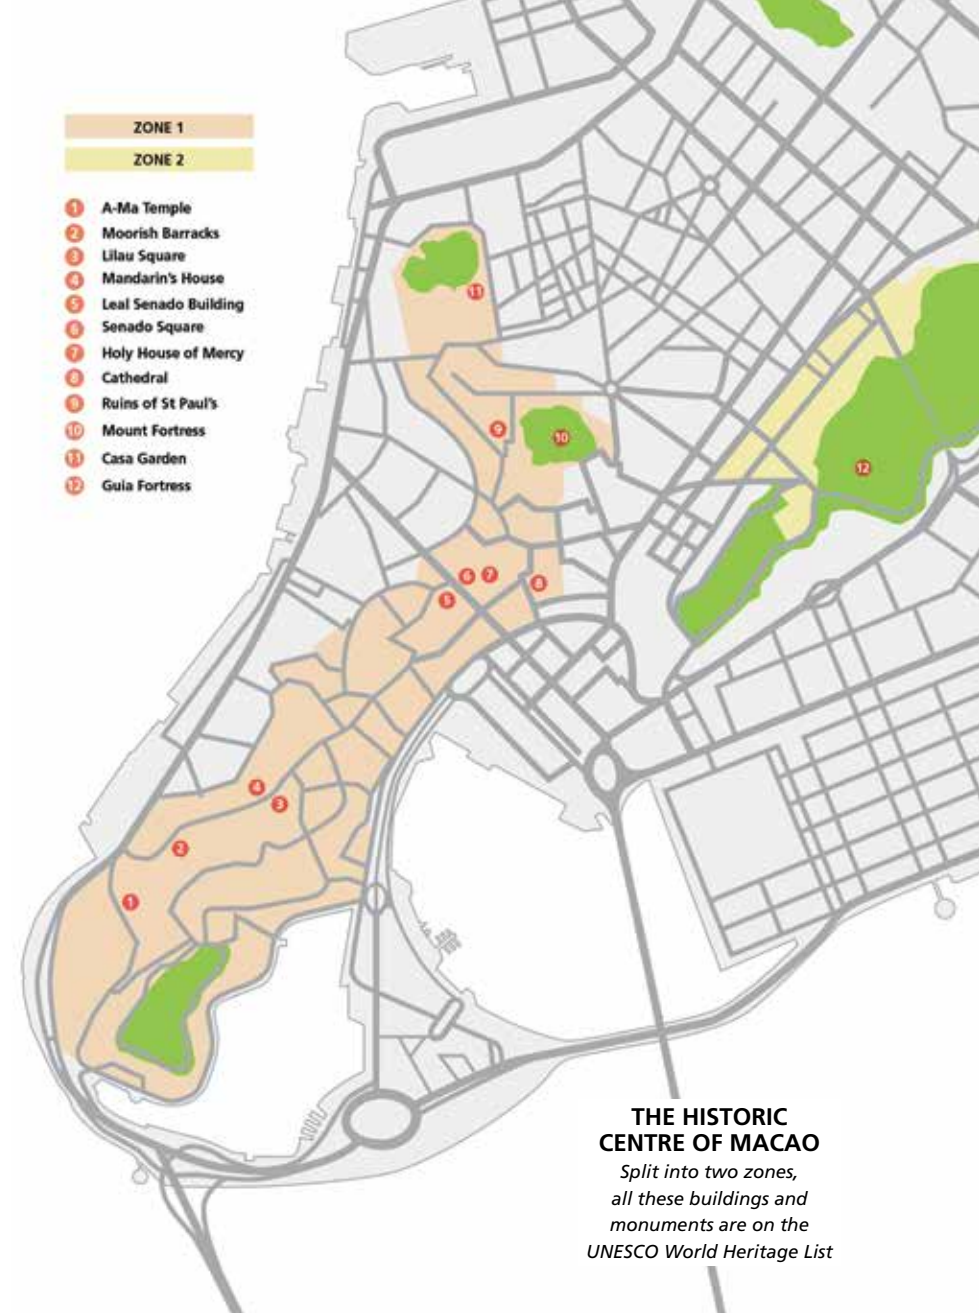 ZONE 1
ZONE 2
1 A-Ma Temple
2 Moorish Barracks
3 Lilau Square
4 Mandarin's House
5 Leal Senado Building
6 Senado Square
7 Holy House of Mercy
8 Cathedral
9 Ruins of St Paul's
10 Mount Fortress
11 Casa Garden
12 Guia Fortress
11
9
10
12
6 7
8
5
4
3
2
1
THE HISTORIC
CENTRE OF MACAO
Split into two zones,
all these buildings and
monuments are on the
UNESCO World Heritage List